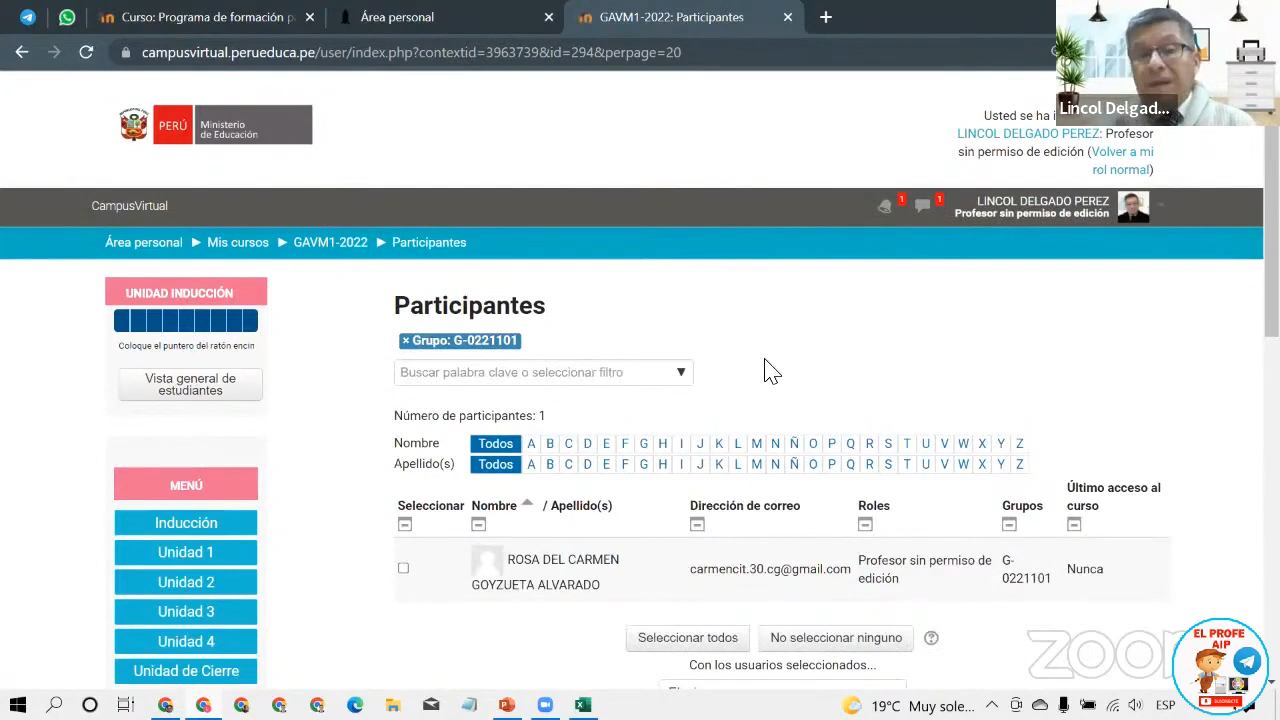 Curso: Programa de formación p
Área personal
GAVM1-2022: Participantes
campusvirtual.perueduca.pe/user/index.php?contextid=3963739&id=294&perpage=20
Lincol Delgad...
PERÚ
Ministerio
de Educación
Usted se ha i
LINCOL DELGADO PEREZ: Profesor
sin permiso de edición (Volver a mi
rol normal)
CampusVirtual
1
1
LINCOL DELGADO PEREZ
Profesor sin permiso de edición
Área personal ► Mis cursos ► GAVM1-2022 ► Participantes
UNIDAD INDUCCIÓN
Coloque el puntero del ratón encin
Vista general de
estudiantes
MENÚ
Inducción
Unidad 1
Unidad 2
Unidad 3
Unidad 4
Unidad de Cierre
Participantes
× Grupo: G-0221101
Buscar palabra clave o seleccionar filtro ▼
Número de participantes: 1
Nombre Todos A B C D E F G H I J K L M N Ñ O P Q R S T U V W X Y Z
Apellido(s) Todos A B C D E F G H I J K L M N Ñ O P Q R S T U V W X Y Z
Seleccionar
Nombre / Apellido(s)
Dirección de correo
Roles
Grupos
Último acceso al
curso
ROSA DEL CARMEN
GOYZUETA ALVARADO
carmencit.30.cg@gmail.com
Profesor sin permiso de
edición
G-
0221101
Nunca
Seleccionar todos
No seleccionar ninguno
Con los usuarios seleccionados...
zoom
EL PROFE
AIP
SUSCRÍBETE
19°C Muy sole
ESP